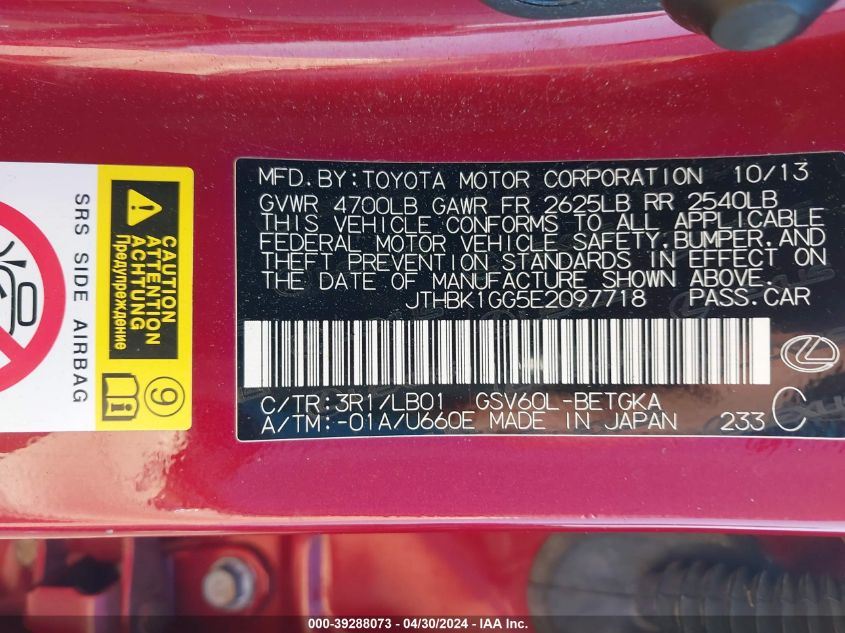 SRS SIDE AIRBAG
CAUTION
ATTENTION
ACHTUNG
Предупреждение
9
MFD. BY: TOYOTA MOTOR CORPORATION 10/13
GVWR 4700LB GAWR FR 2625LB RR 2540LB
THIS VEHICLE CONFORMS TO ALL APPLICABLE
FEDERAL MOTOR VEHICLE SAFETY, BUMPER, AND
THEFT PREVENTION STANDARDS IN EFFECT ON
THE DATE OF MANUFACTURE SHOWN ABOVE.
JTHBK1GG5E2097718 PASS.CAR
C/TR:3R1/LB01 GSV60L-BETGKA
A/TM:-01A/U660E MADE IN JAPAN 233 C
000-39288073 / 04/30/2024 - IAA Inc.